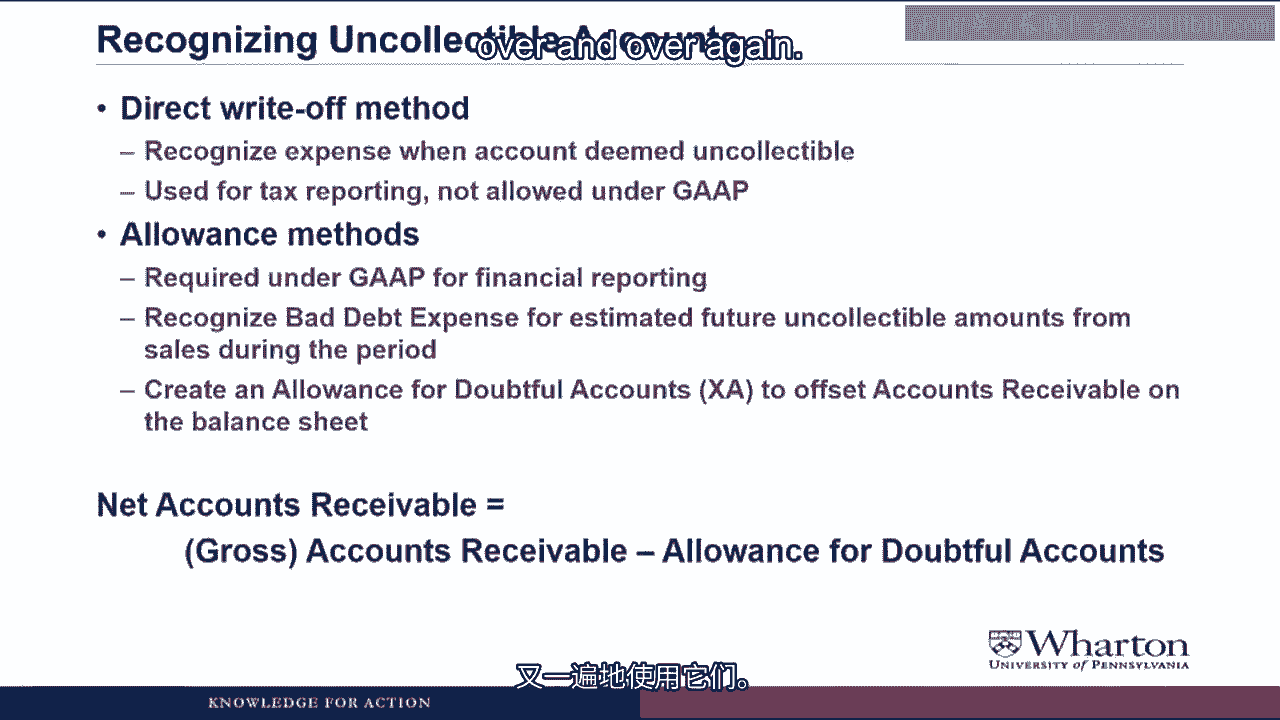 Recognizing Uncollectible Accounts
over and over again.
• Direct write-off method
– Recognize expense when account deemed uncollectible
– Used for tax reporting, not allowed under GAAP
• Allowance methods
– Required under GAAP for financial reporting
– Recognize Bad Debt Expense for estimated future uncollectible amounts from
sales during the period
– Create an Allowance for Doubtful Accounts (XA) to offset Accounts Receivable on
the balance sheet
Net Accounts Receivable =
(Gross) Accounts Receivable – Allowance for Doubtful Accounts
Wharton
UNIVERSITY of PENNSYLVANIA
又一遍地使用它们。
KNOWLEDGE FOR ACTION